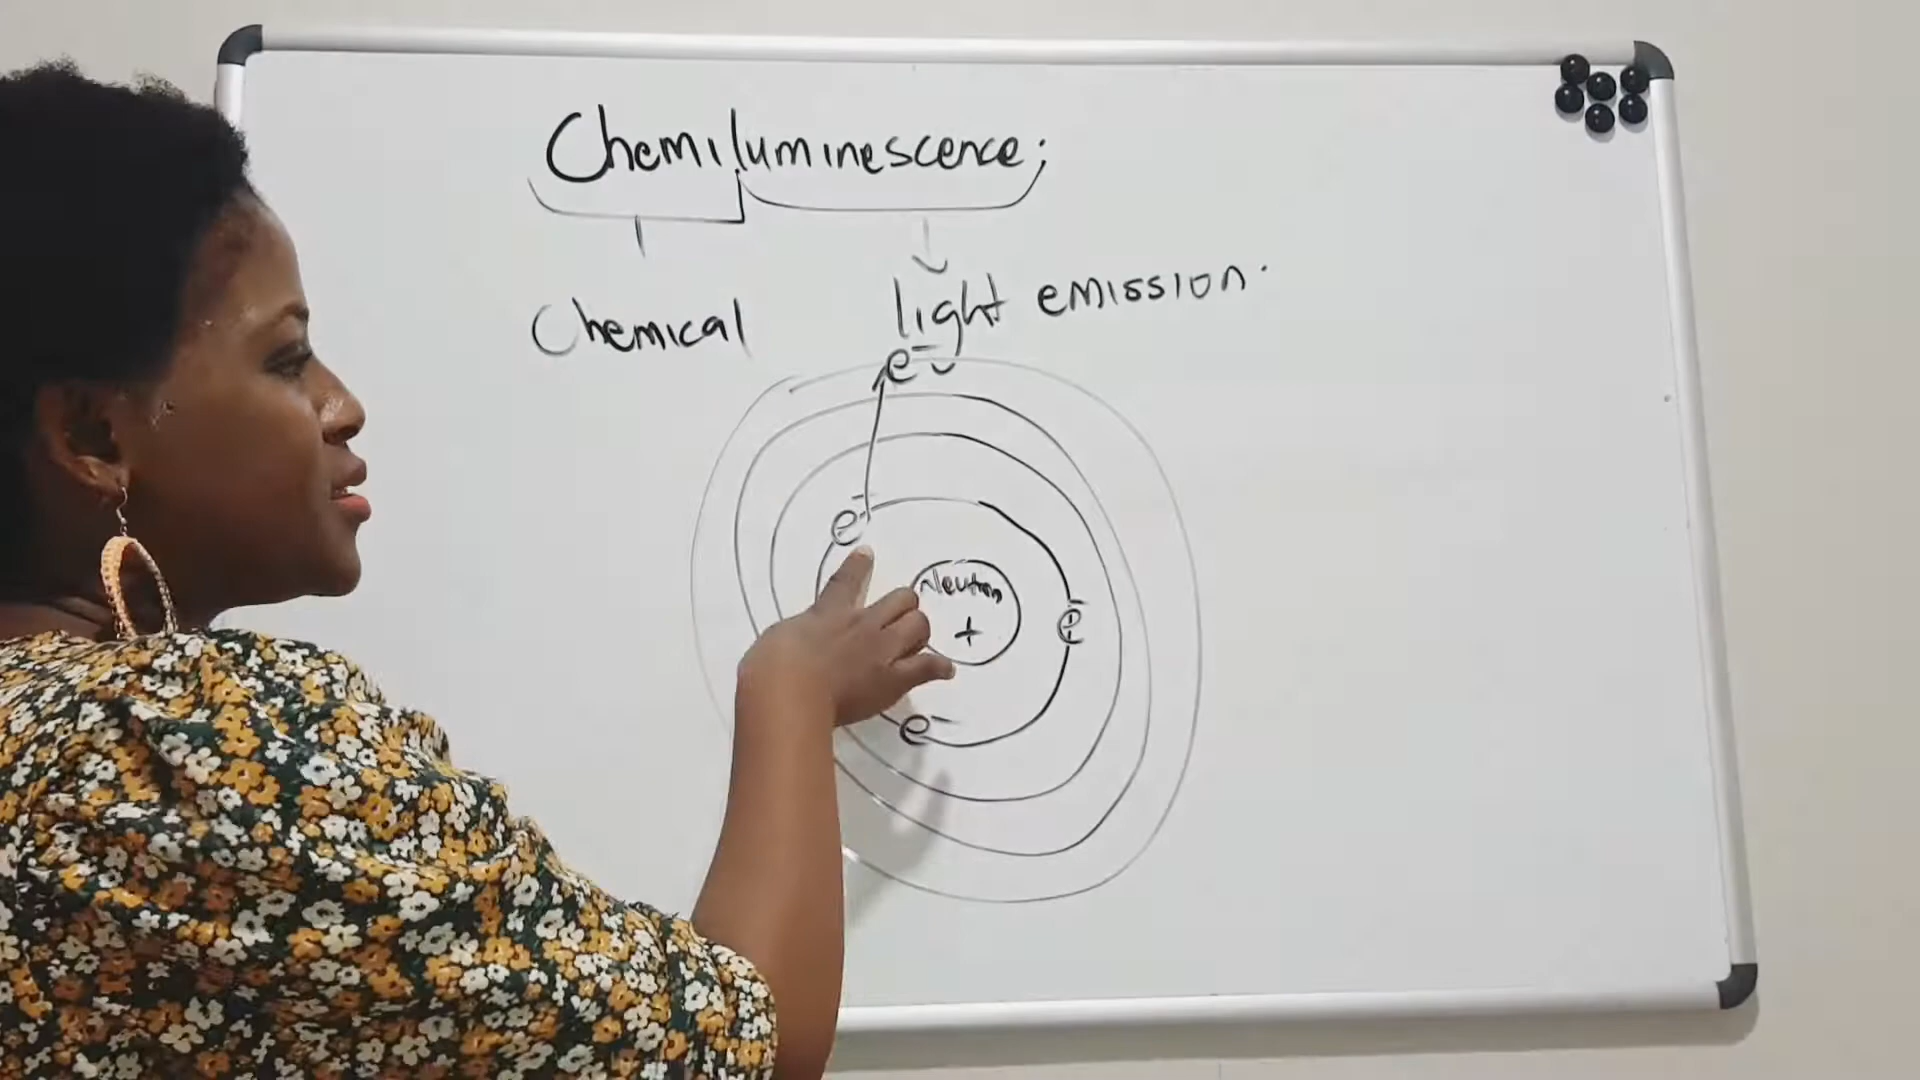 Chemiluminescence:
Chemical
light emission.
e-
e-
Neutron
+
e-
e-